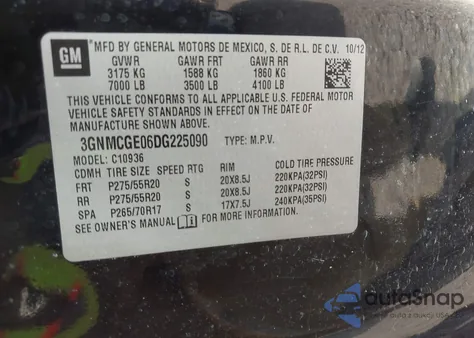 GM
MFD BY GENERAL MOTORS DE MEXICO, S. DE R.L. DE C.V. 10/12
GVWR GAWR FRT GAWR RR
3175 KG 1588 KG 1860 KG
7000 LB 3500 LB 4100 LB
THIS VEHICLE CONFORMS TO ALL APPLICABLE U.S. FEDERAL MOTOR
VEHICLE SAFETY STANDARDS IN EFFECT ON THE DATE OF
MANUFACTURE SHOWN ABOVE.
3GNMCGE06DG225090 TYPE: M.P.V.
MODEL: C10936
CDMH TIRE SIZE SPEED RTG RIM COLD TIRE PRESSURE
FRT P275/55R20 S 20X8.5J 220KPA(32PSI)
RR P275/55R20 S 20X8.5J 220KPA(32PSI)
SPA P265/70R17 S 17X7.5J 240KPA(35PSI)
SEE OWNER'S MANUAL FOR MORE INFORMATION.
autoSnap